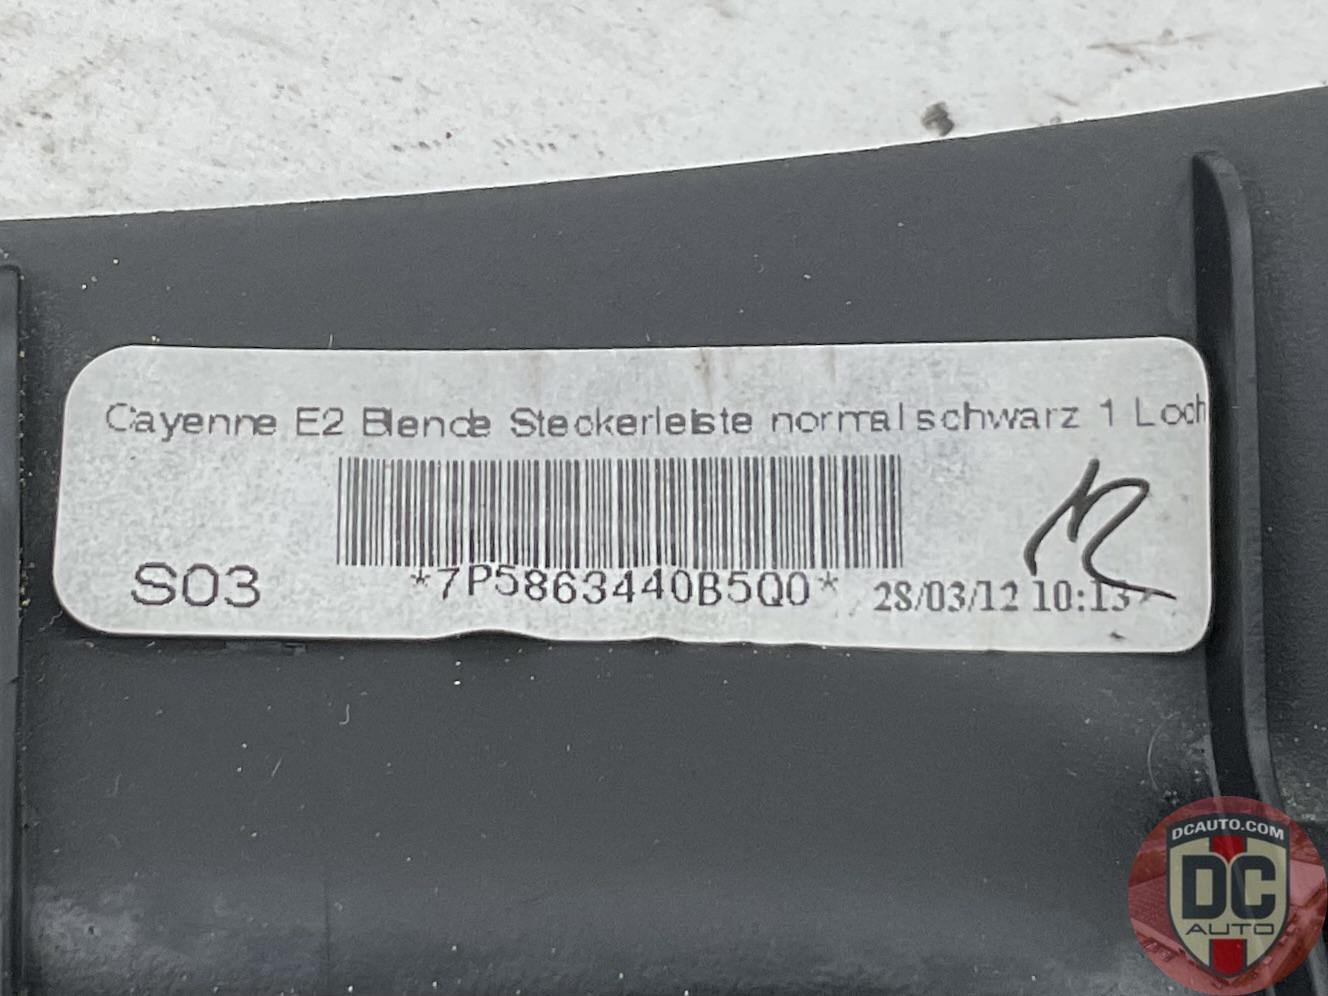 Cayenne E2 Blende Steckerleiste normal schwarz 1 Loch
S03
*7P5863440B5Q0*
28/03/12 10:13
DCAUTO.COM
DC
AUTO